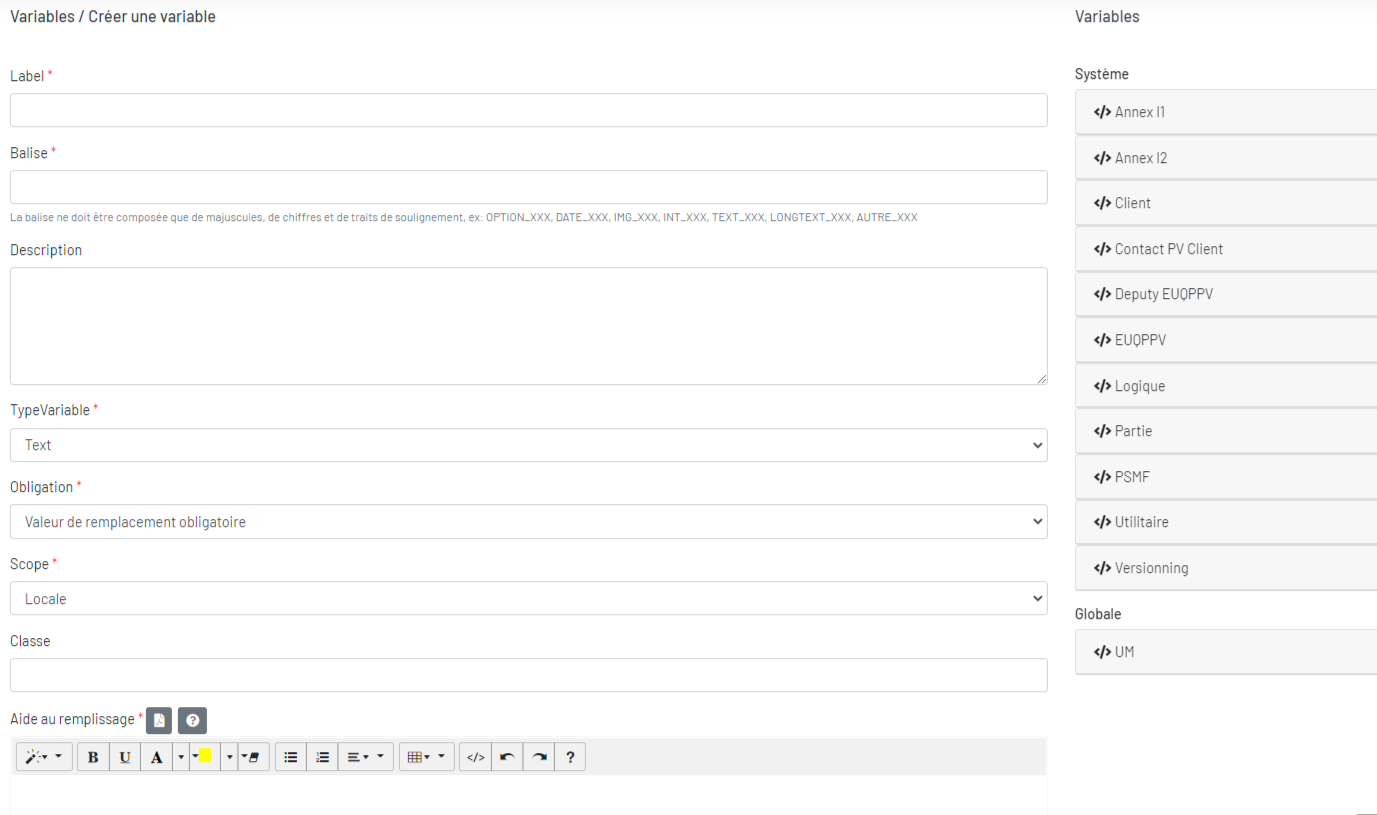 Variables / Créer une variable
Label *
Balise *
La balise ne doit être composée que de majuscules, de chiffres et de traits de soulignement, ex: OPTION_XXX, DATE_XXX, IMG_XXX, INT_XXX, TEXT_XXX, LONGTEXT_XXX, AUTRE_XXX
Description
TypeVariable *
Text
Obligation *
Valeur de remplacement obligatoire
Scope *
Locale
Classe
Aide au remplissage *
B U A </> ?
Variables
Système
</> Annex I1
</> Annex I2
</> Client
</> Contact PV Client
</> Deputy EUQPPV
</> EUQPPV
</> Logique
</> Partie
</> PSMF
</> Utilitaire
</> Versionning
Globale
</> UM